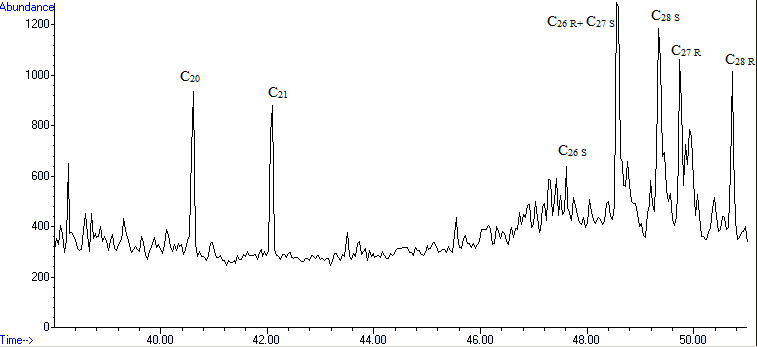 Abundance
1200
1000
800
600
400
200
0
C20
C21
C26 S
C26 R+ C27 S
C28 S
C27 R
C28 R
40.00 42.00 44.00 46.00 48.00 50.00
Time-->